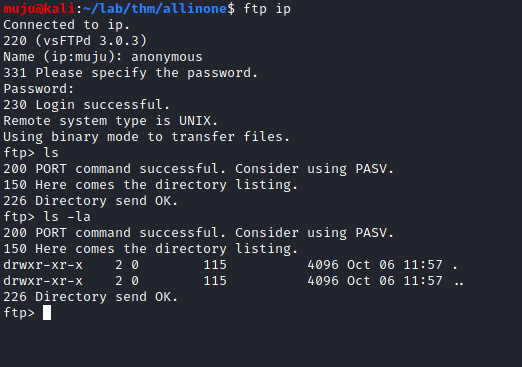 muju@kali:~/lab/thm/allinone$ ftp ip
Connected to ip.
220 (vsFTPd 3.0.3)
Name (ip:muju): anonymous
331 Please specify the password.
Password:
230 Login successful.
Remote system type is UNIX.
Using binary mode to transfer files.
ftp> ls
200 PORT command successful. Consider using PASV.
150 Here comes the directory listing.
226 Directory send OK.
ftp> ls -la
200 PORT command successful. Consider using PASV.
150 Here comes the directory listing.
drwxr-xr-x    2 0        115          4096 Oct 06 11:57 .
drwxr-xr-x    2 0        115          4096 Oct 06 11:57 ..
226 Directory send OK.
ftp>